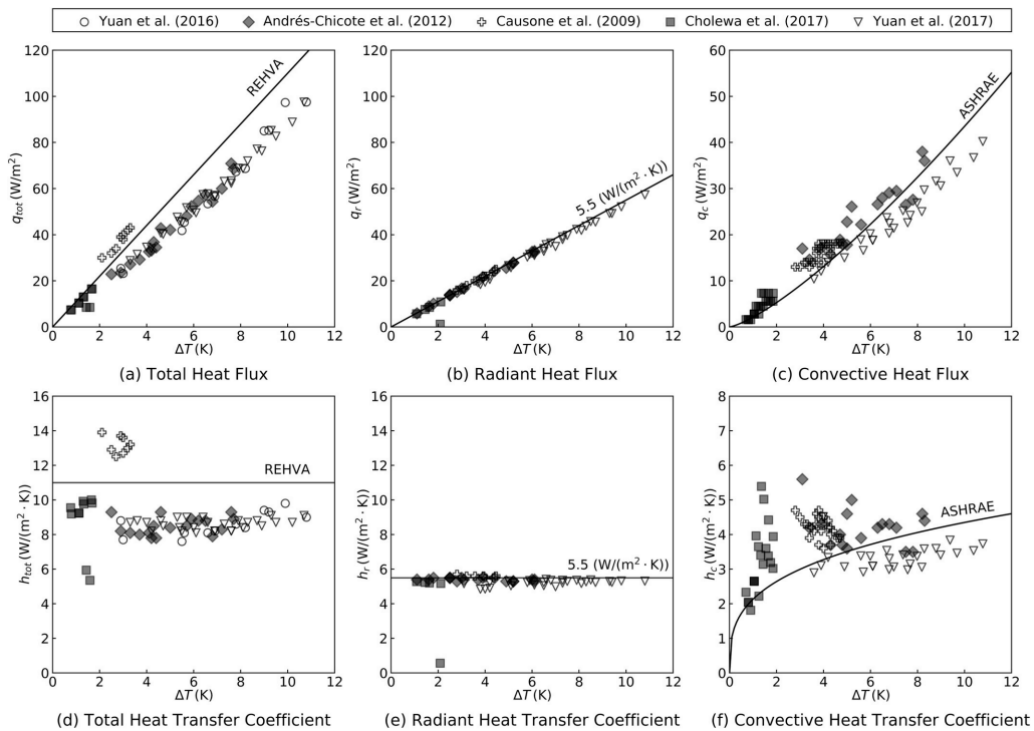 Yuan et al. (2016) Andrés-Chicote et al. (2012) Causone et al. (2009) Cholewa et al. (2017) Yuan et al. (2017)
120
100
80
60
40
20
0
q_tot (W/m²)
REHVA
0 2 4 6 8 10 12
ΔT (K)
(a) Total Heat Flux
120
100
80
60
40
20
0
q_r (W/m²)
5.5 (W/(m² · K))
0 2 4 6 8 10 12
ΔT (K)
(b) Radiant Heat Flux
60
50
40
30
20
10
0
q_c (W/m²)
ASHRAE
0 2 4 6 8 10 12
ΔT (K)
(c) Convective Heat Flux
16
14
12
10
8
6
4
2
0
h_tot (W/(m² · K))
REHVA
0 2 4 6 8 10 12
ΔT (K)
(d) Total Heat Transfer Coefficient
16
14
12
10
8
6
4
2
0
h_r (W/(m² · K))
5.5 (W/(m² · K))
0 2 4 6 8 10 12
ΔT (K)
(e) Radiant Heat Transfer Coefficient
8
7
6
5
4
3
2
1
0
h_c (W/(m² · K))
ASHRAE
0 2 4 6 8 10 12
ΔT (K)
(f) Convective Heat Transfer Coefficient